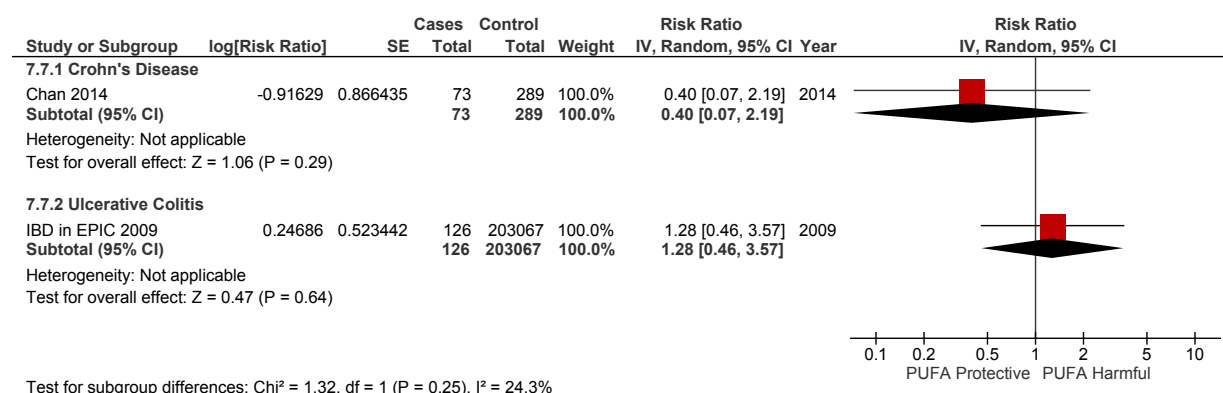 Cases Control Risk Ratio Risk Ratio
Study or Subgroup log[Risk Ratio] SE Total Total Weight IV, Random, 95% CI Year IV, Random, 95% CI
7.7.1 Crohn's Disease
Chan 2014 -0.91629 0.866435 73 289 100.0% 0.40 [0.07, 2.19] 2014
Subtotal (95% CI) 73 289 100.0% 0.40 [0.07, 2.19]
Heterogeneity: Not applicable
Test for overall effect: Z = 1.06 (P = 0.29)
7.7.2 Ulcerative Colitis
IBD in EPIC 2009 0.24686 0.523442 126 203067 100.0% 1.28 [0.46, 3.57] 2009
Subtotal (95% CI) 126 203067 100.0% 1.28 [0.46, 3.57]
Heterogeneity: Not applicable
Test for overall effect: Z = 0.47 (P = 0.64)
0.1 0.2 0.5 1 2 5 10
PUFA Protective PUFA Harmful
Test for subgroup differences: Chi² = 1.32, df = 1 (P = 0.25), I² = 24.3%